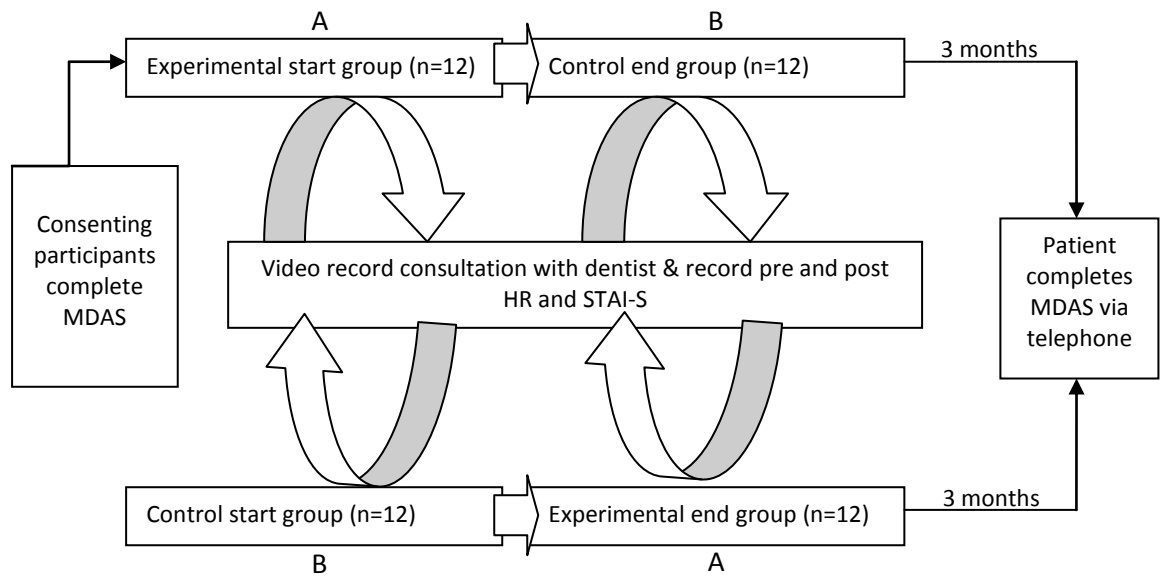 A
B
Experimental start group (n=12)
Control end group (n=12)
3 months
Consenting
participants
complete
MDAS
Video record consultation with dentist & record pre and post
HR and STAI-S
Patient
completes
MDAS via
telephone
Control start group (n=12)
Experimental end group (n=12)
3 months
B
A